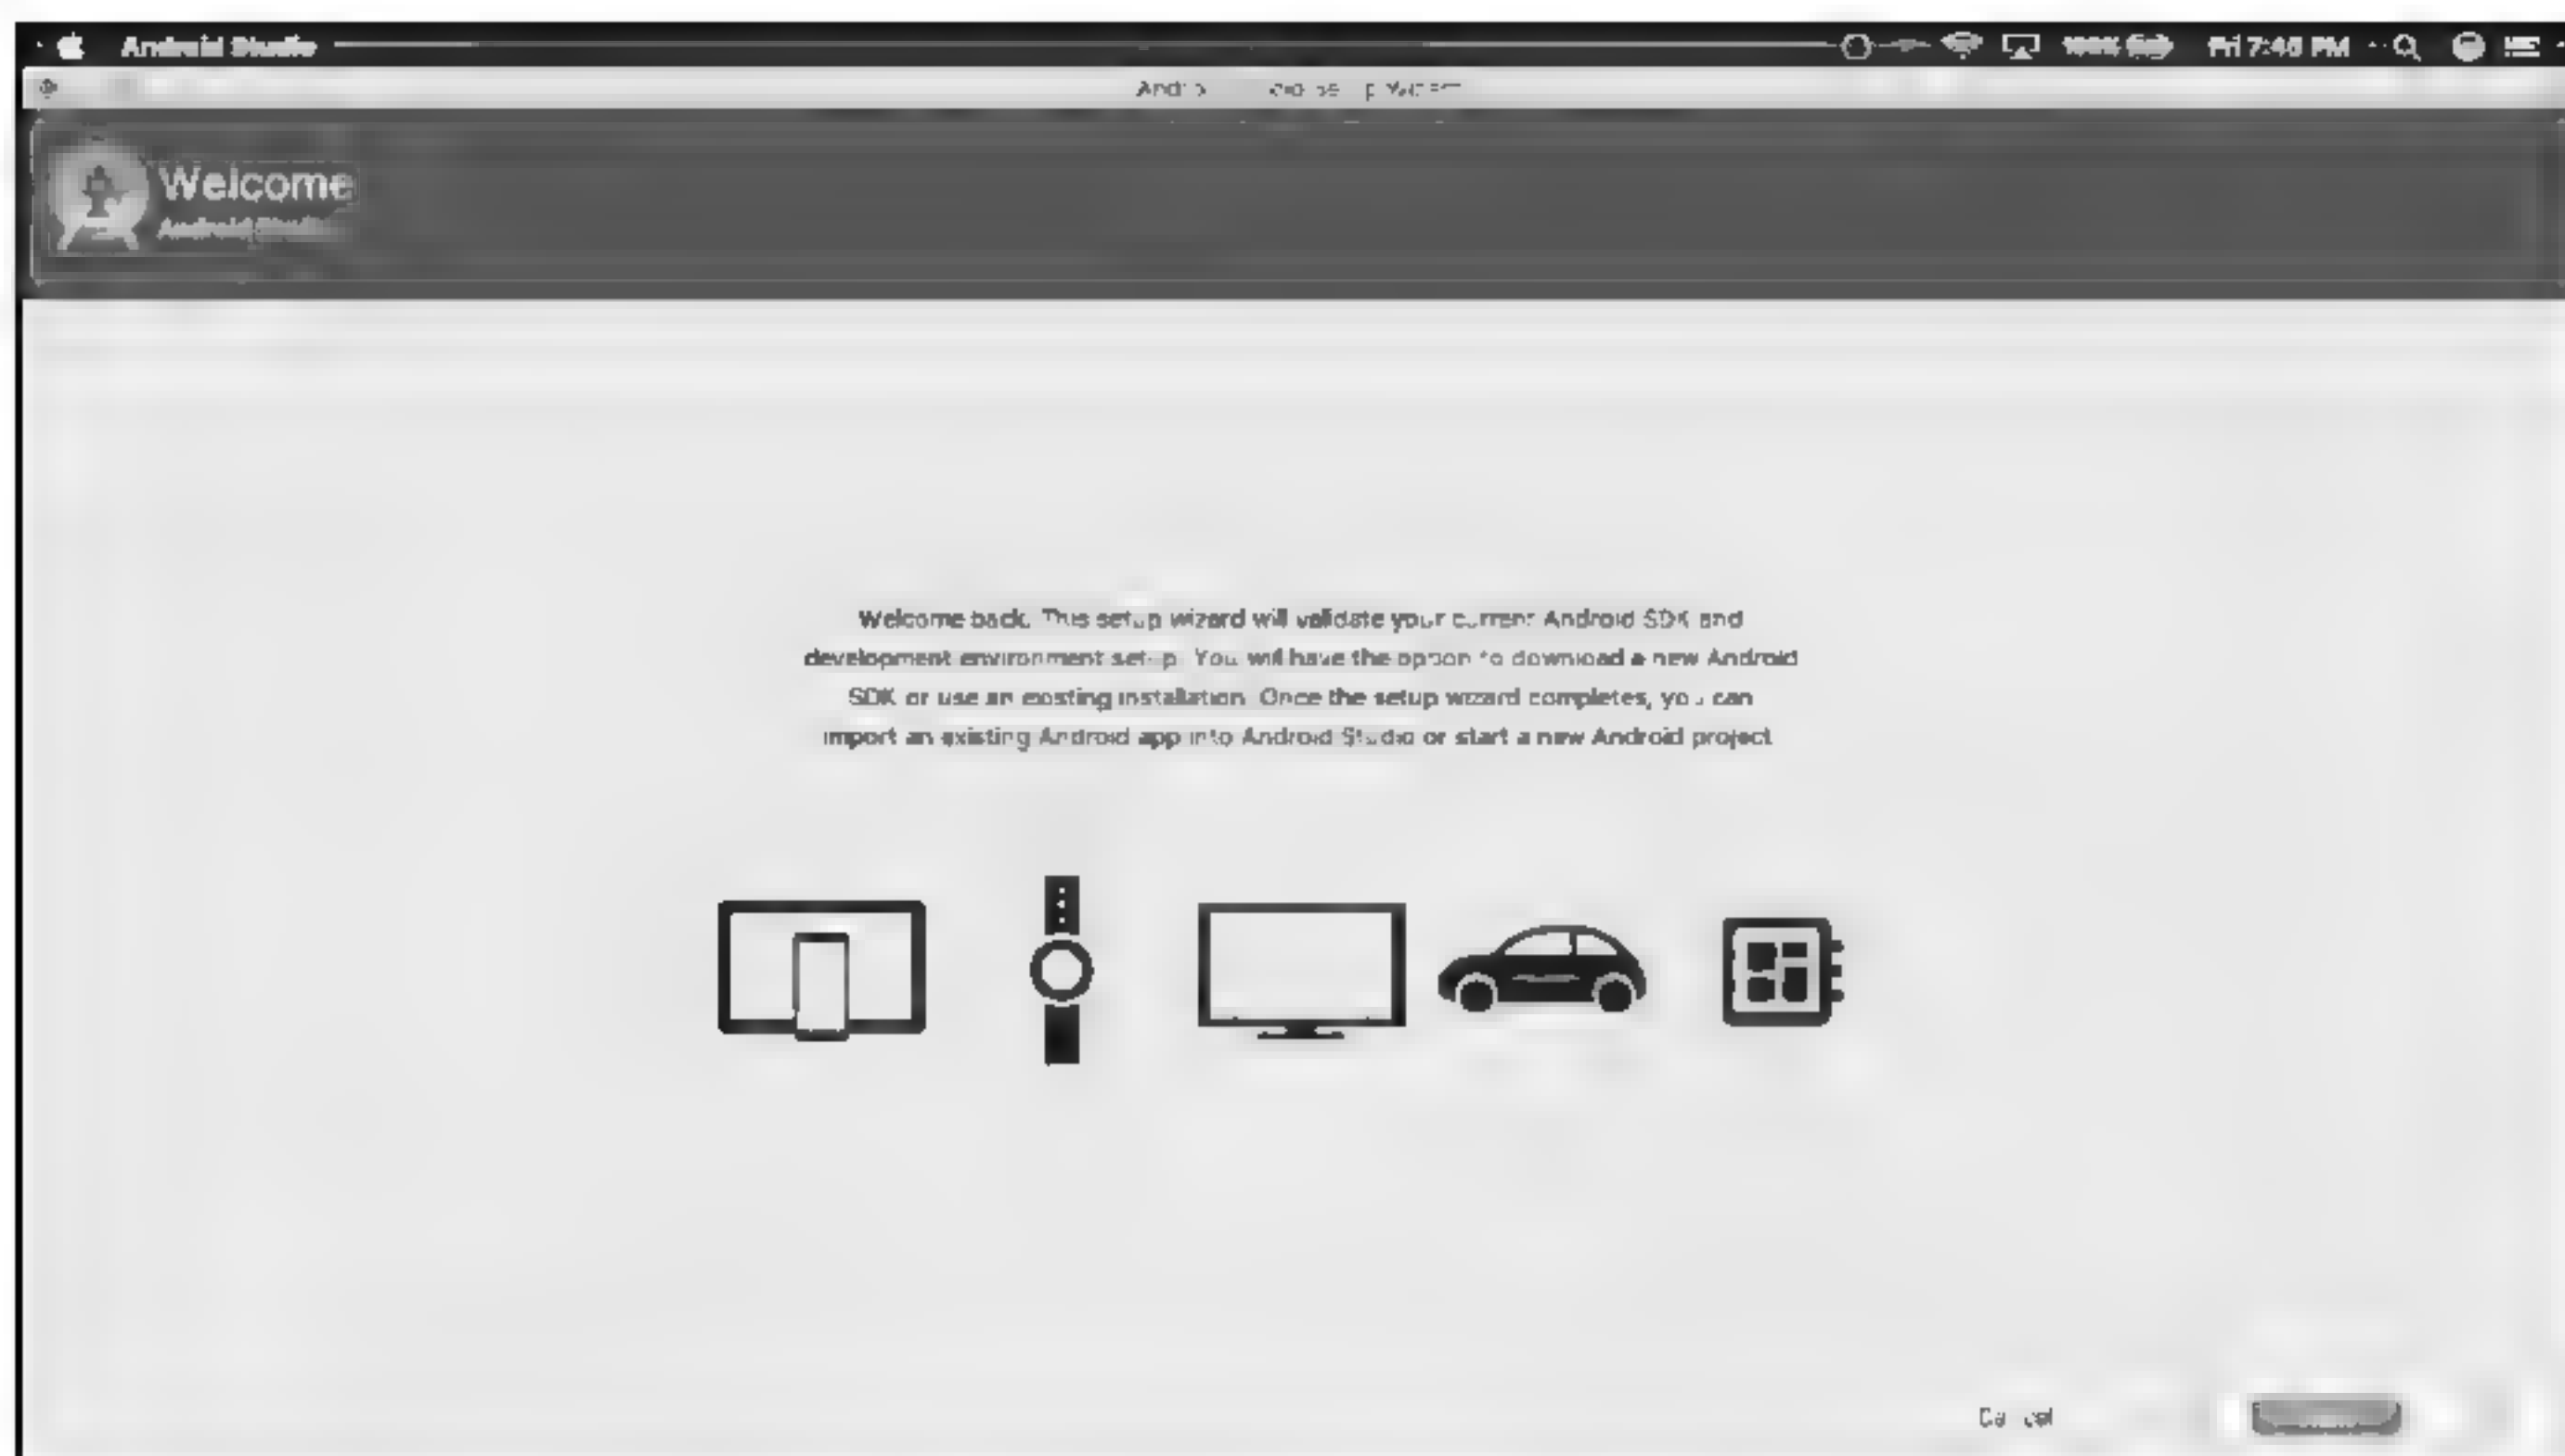 Android Studio Fri 7:46 PM
Welcome
Android Studio
Welcome back. This setup wizard will validate your current Android SDK and
development environment setup. You will have the option to download a new Android
SDK or use an existing installation. Once the setup wizard completes, you can
import an existing Android app into Android Studio or start a new Android project
Cancel